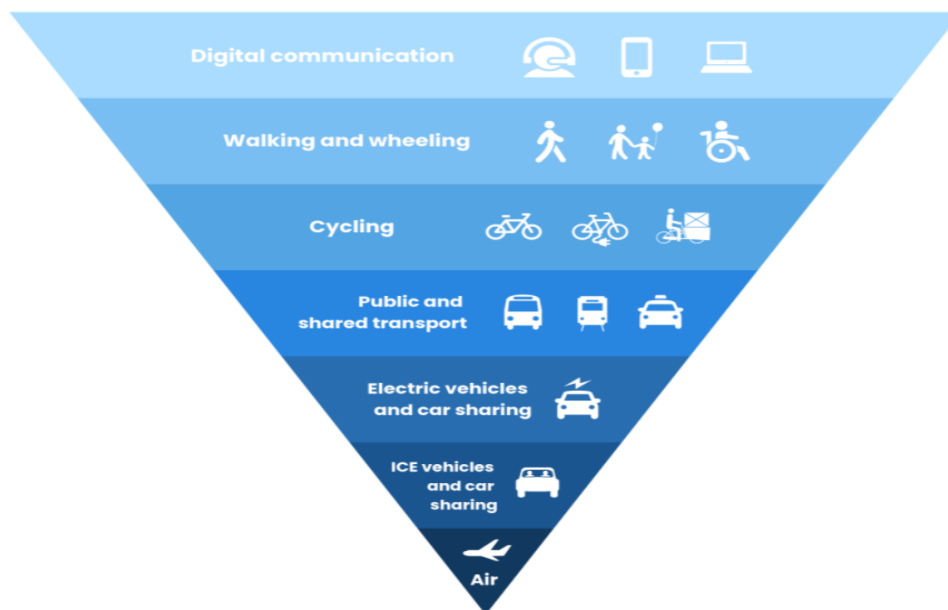 Digital communication
Walking and wheeling
Cycling
Public and
shared transport
Electric vehicles
and car sharing
ICE vehicles
and car
sharing
Air